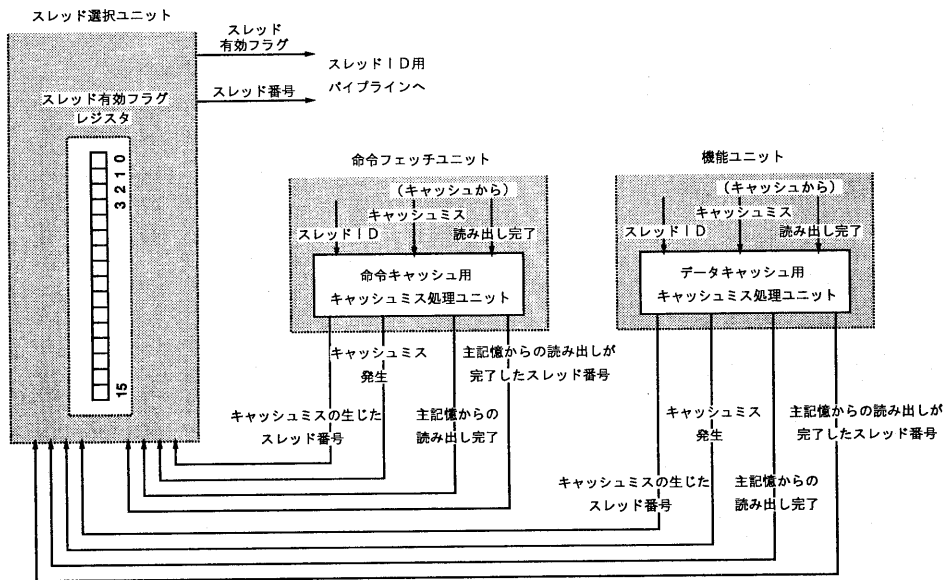 スレッド選択ユニット
スレッド
有効フラグ
スレッドID用
パイプラインへ
スレッド番号
スレッド有効フラグ
レジスタ
0
1
2
3
15
命令フェッチユニット
(キャッシュから)
キャッシュミス
スレッドID
読み出し完了
命令キャッシュ用
キャッシュミス処理ユニット
機能ユニット
(キャッシュから)
キャッシュミス
スレッドID
読み出し完了
データキャッシュ用
キャッシュミス処理ユニット
キャッシュミス
発生
主記憶からの読み出しが
完了したスレッド番号
キャッシュミスの生じた
スレッド番号
主記憶からの
読み出し完了
キャッシュミス
発生
主記憶からの読み出しが
完了したスレッド番号
キャッシュミスの生じた
スレッド番号
主記憶からの
読み出し完了